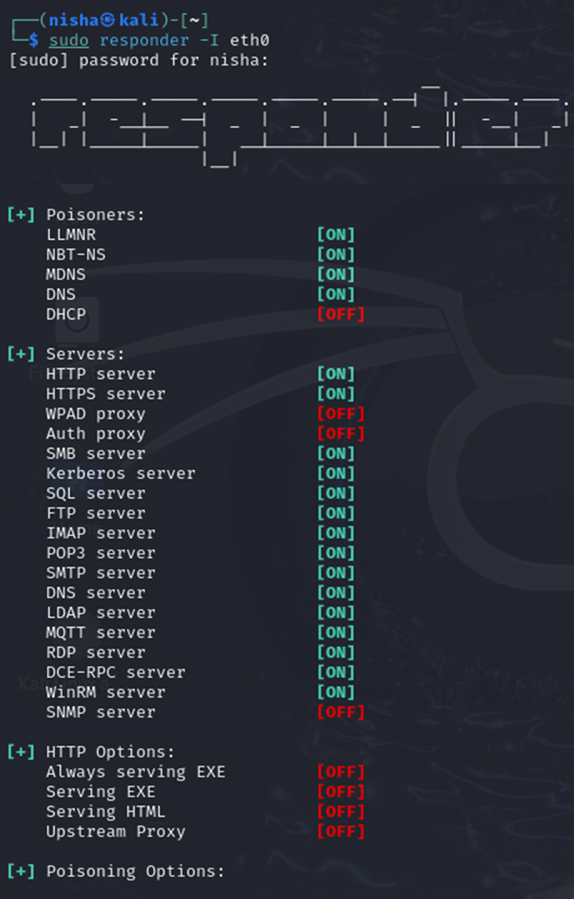 ┌──(nisha㉿kali)-[~]
└─$ sudo responder -I eth0
[sudo] password for nisha:
responder
[+] Poisoners:
LLMNR [ON]
NBT-NS [ON]
MDNS [ON]
DNS [ON]
DHCP [OFF]
[+] Servers:
HTTP server [ON]
HTTPS server [ON]
WPAD proxy [OFF]
Auth proxy [OFF]
SMB server [ON]
Kerberos server [ON]
SQL server [ON]
FTP server [ON]
IMAP server [ON]
POP3 server [ON]
SMTP server [ON]
DNS server [ON]
LDAP server [ON]
MQTT server [ON]
RDP server [ON]
DCE-RPC server [ON]
WinRM server [ON]
SNMP server [OFF]
[+] HTTP Options:
Always serving EXE [OFF]
Serving EXE [OFF]
Serving HTML [OFF]
Upstream Proxy [OFF]
[+] Poisoning Options: